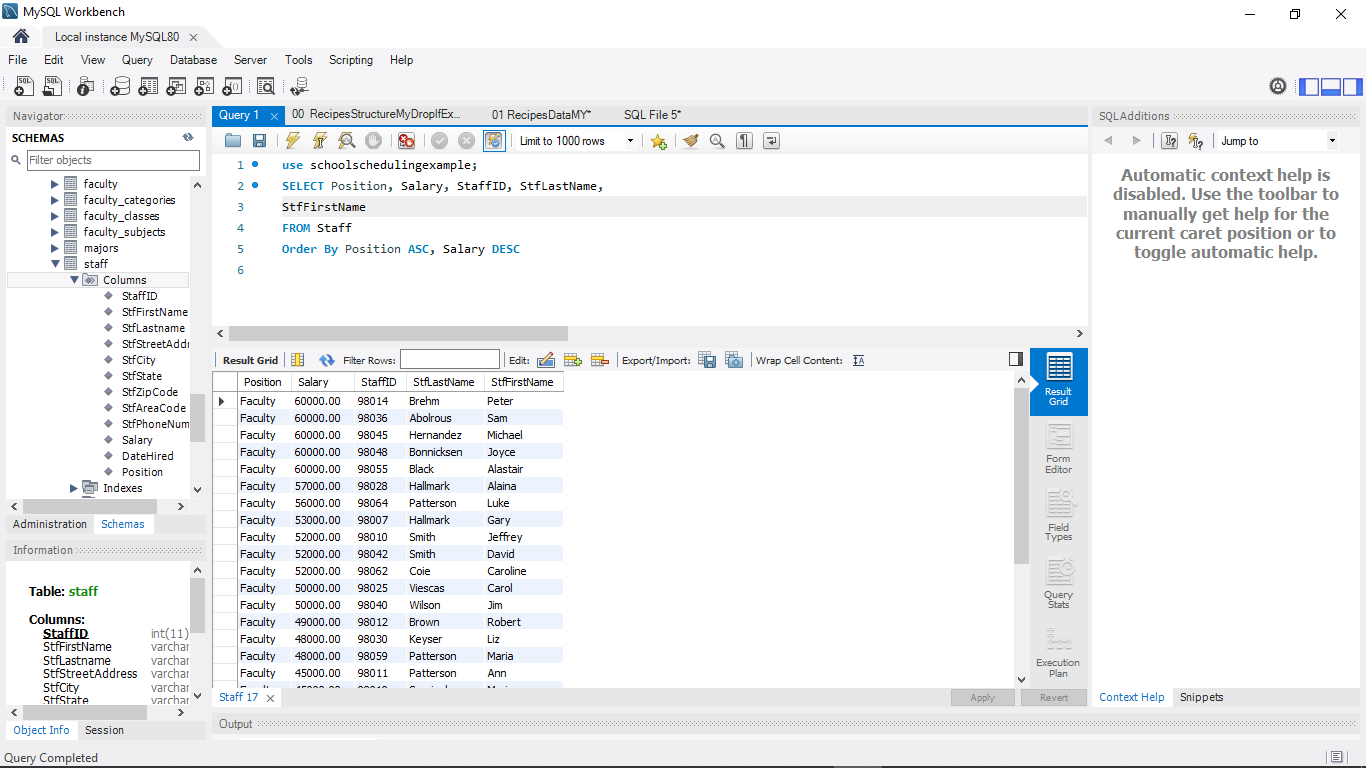 MySQL Workbench
Local instance MySQL80
File Edit View Query Database Server Tools Scripting Help
Navigator
SCHEMAS
Filter objects
faculty
faculty_categories
faculty_classes
faculty_subjects
majors
staff
Columns
StaffID
StfFirstName
StfLastname
StfStreetAddr
StfCity
StfState
StfZipCode
StfAreaCode
StfPhoneNum
Salary
DateHired
Position
Indexes
Administration Schemas
Information
Table: staff
Columns:
StaffID int(11)
StfFirstName varchar
StfLastname varchar
StfStreetAddress varchar
StfCity varchar
StfState varchar
Object Info Session
Query 1 00 RecipesStructureMyDropIfEx... 01 RecipesDataMY* SQL File 5*
Limit to 1000 rows
1 use schoolschedulingexample;
2 SELECT Position, Salary, StaffID, StfLastName,
3 StfFirstName
4 FROM Staff
5 Order By Position ASC, Salary DESC
6
Result Grid Filter Rows: Edit: Export/Import: Wrap Cell Content: IA
Position Salary StaffID StfLastName StfFirstName
Faculty 60000.00 98014 Brehm Peter
Faculty 60000.00 98036 Abolrous Sam
Faculty 60000.00 98045 Hernandez Michael
Faculty 60000.00 98048 Bonnicksen Joyce
Faculty 60000.00 98055 Black Alastair
Faculty 57000.00 98028 Hallmark Alaina
Faculty 56000.00 98064 Patterson Luke
Faculty 53000.00 98007 Hallmark Gary
Faculty 52000.00 98010 Smith Jeffrey
Faculty 52000.00 98042 Smith David
Faculty 52000.00 98062 Coie Caroline
Faculty 50000.00 98025 Viescas Carol
Faculty 50000.00 98040 Wilson Jim
Faculty 49000.00 98012 Brown Robert
Faculty 48000.00 98030 Keyser Liz
Faculty 48000.00 98059 Patterson Maria
Faculty 45000.00 98011 Patterson Ann
Result
Grid
Form
Editor
Field
Types
Query
Stats
Execution
Plan
Staff 17 Apply Revert
Output
SQLAdditions
Jump to
Automatic context help is
disabled. Use the toolbar to
manually get help for the
current caret position or to
toggle automatic help.
Context Help Snippets
Query Completed